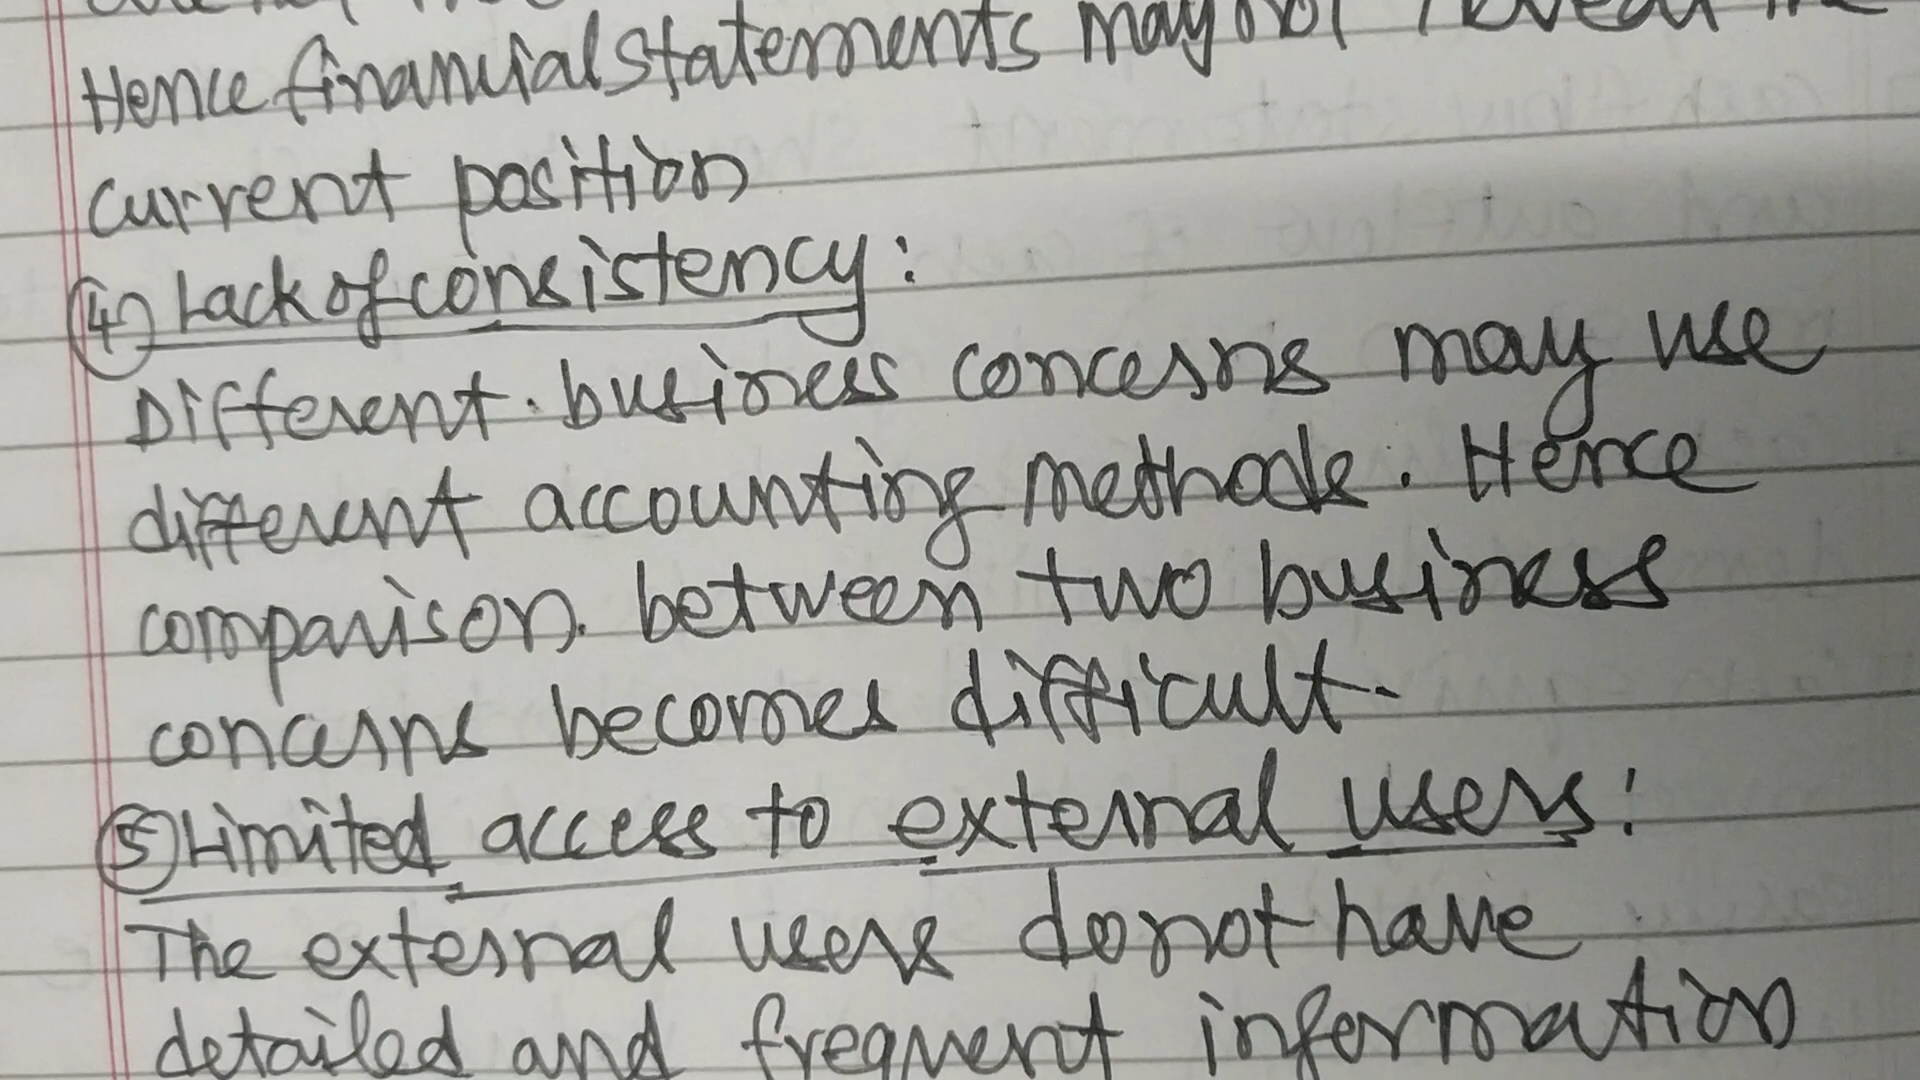 Hence financial statements may not reveal the
current position
④ Lack of consistency:
Different business concerns may use
different accounting methods. Hence
comparison between two business
concerns becomes difficult.
⑤ Limited access to external users:
The external users do not have
detailed and frequent information